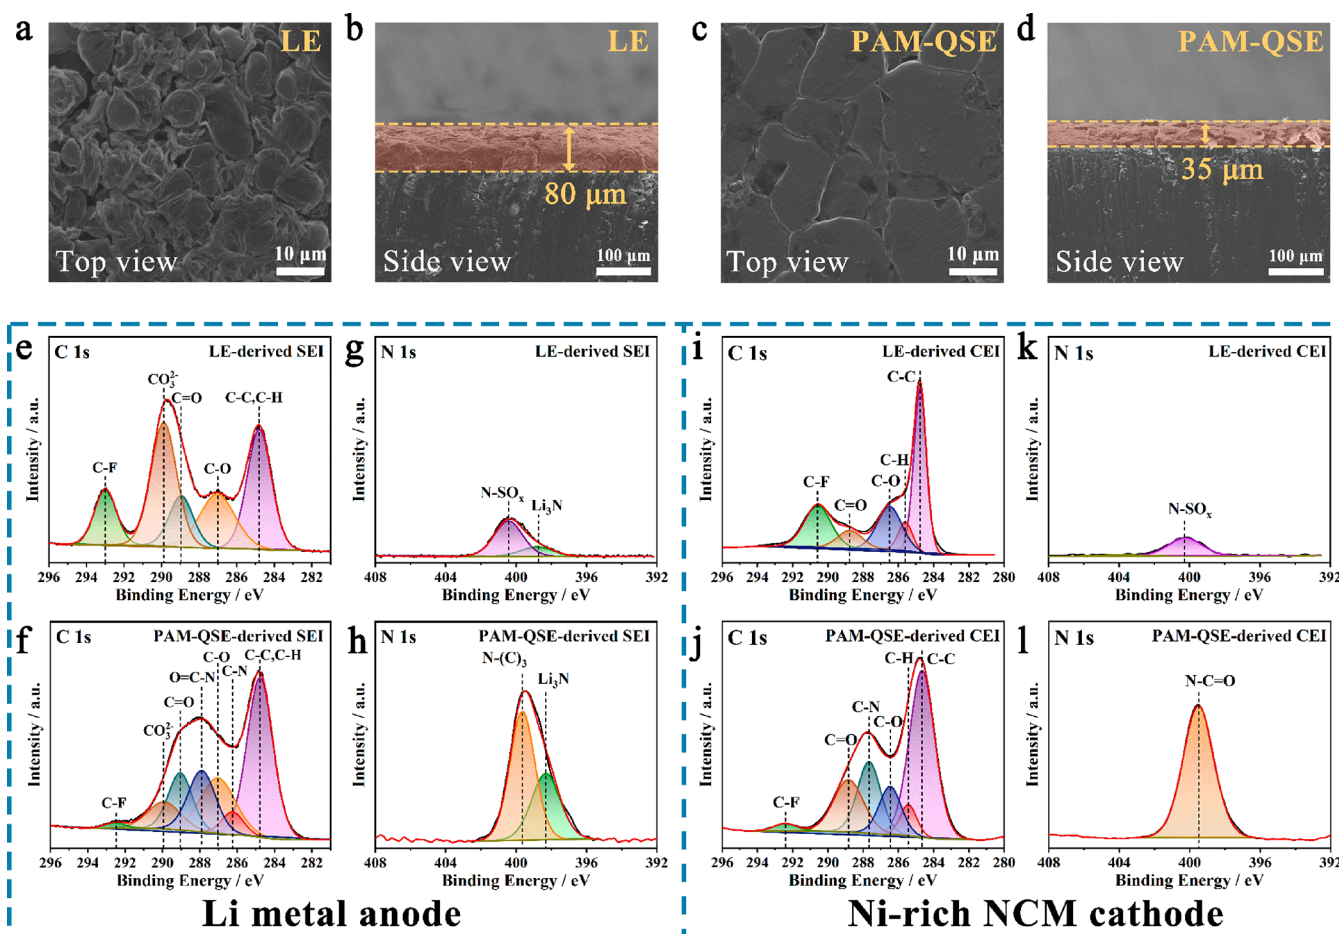 a
LE
Top view
10 μm
b
LE
80 μm
Side view
100 μm
c
PAM-QSE
Top view
10 μm
d
PAM-QSE
35 μm
Side view
100 μm
e
C 1s
LE-derived SEI
CO₃²⁻
C=O
C-C,C-H
C-F
C-O
Intensity / a.u.
296 294 292 290 288 286 284 282
Binding Energy / eV
g
N 1s
LE-derived SEI
N-SOₓ
Li₃N
Intensity / a.u.
408 404 400 396 392
Binding Energy / eV
i
C 1s
LE-derived CEI
C-C
C-H
C-F
C-O
C=O
Intensity / a.u.
296 294 292 290 288 286 284 282 280
Binding Energy / eV
k
N 1s
LE-derived CEI
N-SOₓ
Intensity / a.u.
408 404 400 396 392
Binding Energy / eV
f
C 1s
PAM-QSE-derived SEI
C-O
C-C,C-H
O=C-N
C-N
C=O
CO₃²⁻
C-F
Intensity / a.u.
296 294 292 290 288 286 284 282
Binding Energy / eV
h
N 1s
PAM-QSE-derived SEI
N-(C)₃
Li₃N
Intensity / a.u.
408 404 400 396 392
Binding Energy / eV
j
C 1s
PAM-QSE-derived CEI
C-H
C-C
C-N
C-O
C=O
C-F
Intensity / a.u.
296 294 292 290 288 286 284 282 280
Binding Energy / eV
l
N 1s
PAM-QSE-derived CEI
N-C=O
Intensity / a.u.
408 404 400 396 392
Binding Energy / eV
Li metal anode
Ni-rich NCM cathode